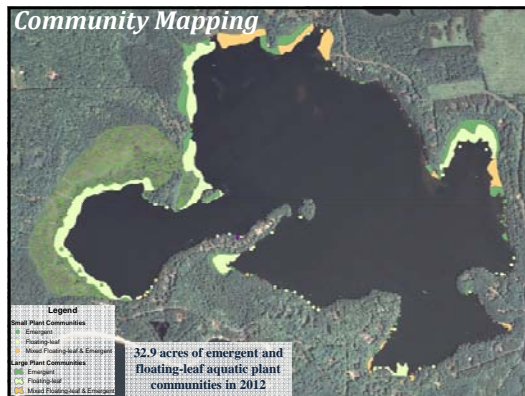 Community Mapping
Legend
Small Plant Communities
Emergent
Floating-leaf
Mixed Floating-leaf & Emergent
Large Plant Communities
Emergent
Floating-leaf
Mixed Floating-leaf & Emergent
32.9 acres of emergent and
floating-leaf aquatic plant
communities in 2012